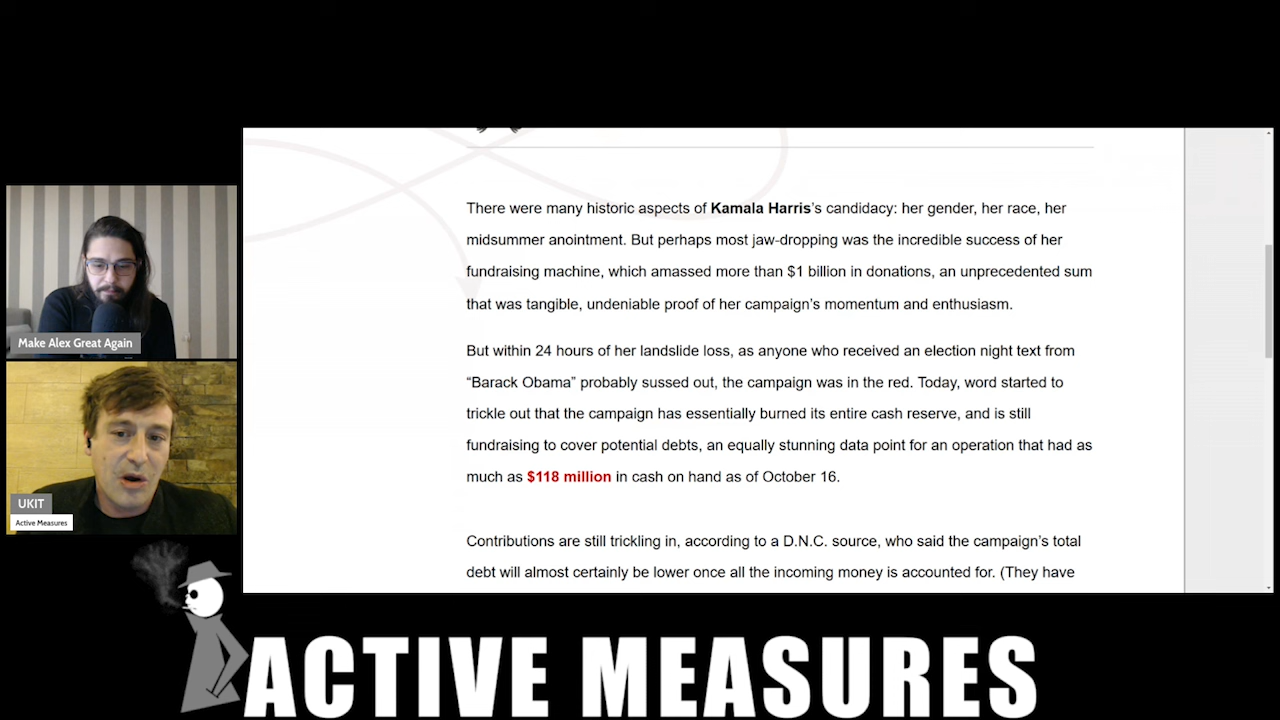 There were many historic aspects of Kamala Harris's candidacy: her gender, her race, her
midsummer anointment. But perhaps most jaw-dropping was the incredible success of her
fundraising machine, which amassed more than $1 billion in donations, an unprecedented sum
that was tangible, undeniable proof of her campaign's momentum and enthusiasm.
But within 24 hours of her landslide loss, as anyone who received an election night text from
“Barack Obama” probably sussed out, the campaign was in the red. Today, word started to
trickle out that the campaign has essentially burned its entire cash reserve, and is still
fundraising to cover potential debts, an equally stunning data point for an operation that had as
much as $118 million in cash on hand as of October 16.
Contributions are still trickling in, according to a D.N.C. source, who said the campaign's total
debt will almost certainly be lower once all the incoming money is accounted for. (They have
Make Alex Great Again
UKIT
Active Measures
ACTIVE MEASURES